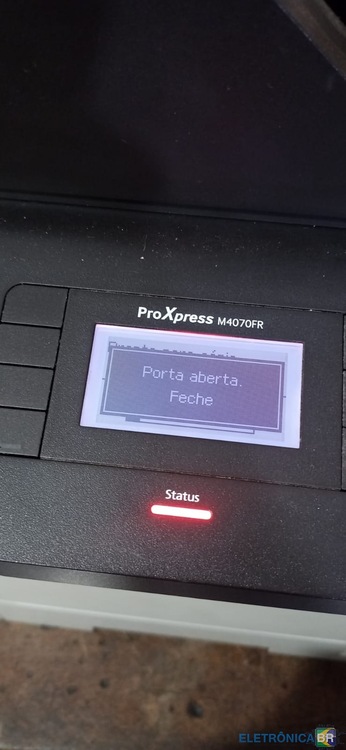 ProXpress M4070FR
Porta aberta.
Feche
Status
ELETRÔNICA BR